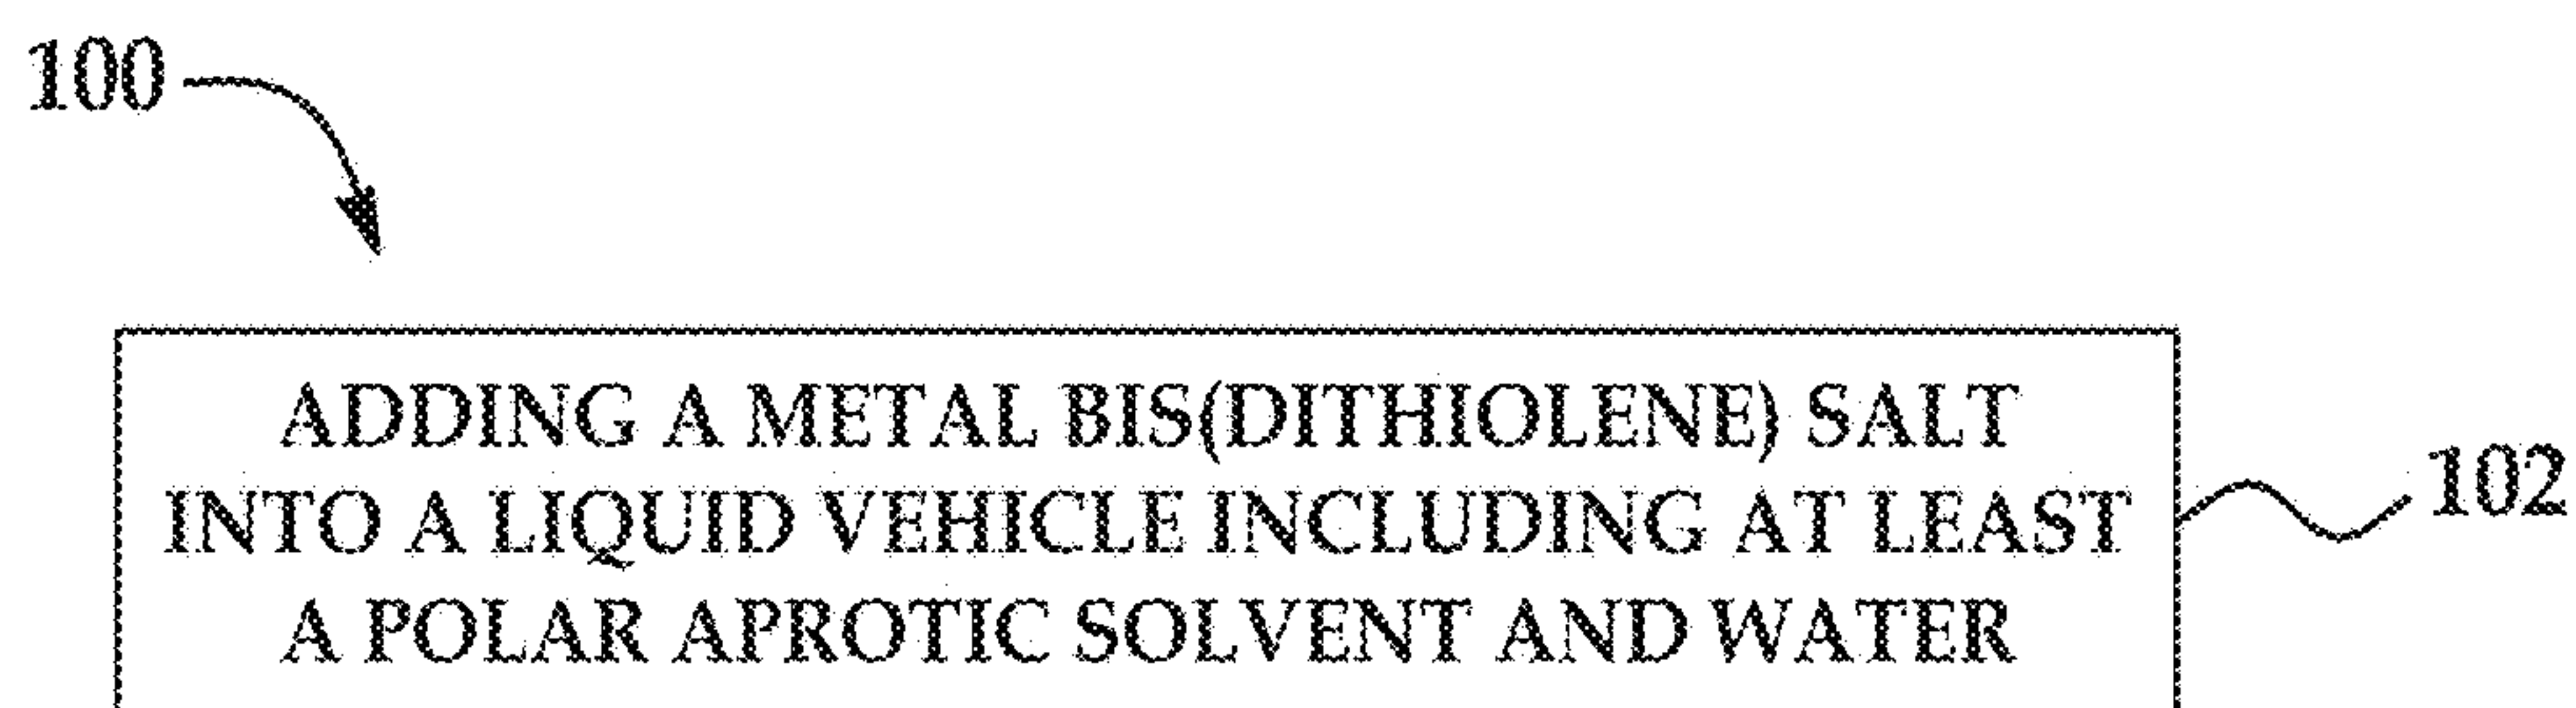 100
ADDING A METAL BIS(DITHIOLENE) SALT
INTO A LIQUID VEHICLE INCLUDING AT LEAST
A POLAR APROTIC SOLVENT AND WATER
102